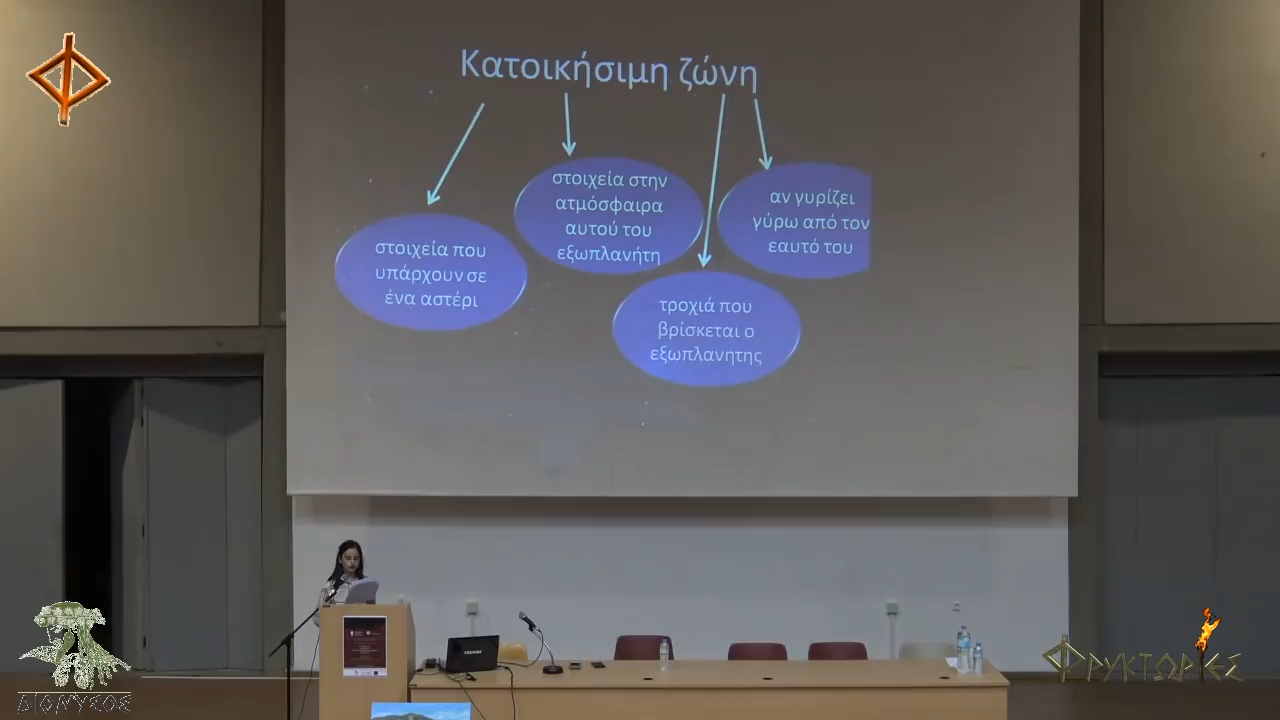 Κατοικήσιμη ζώνη
στοιχεία που
υπάρχουν σε
ένα αστέρι
στοιχεία στην
ατμόσφαιρα
αυτού του
εξωπλανήτη
τροχιά που
βρίσκεται ο
εξωπλανητης
αν γυρίζει
γύρω από τον
εαυτό του
TOSHIBA
ΔΙΟΝΥΣΟΣ
ΦΡΥΚΤΩΡΙΕΣ